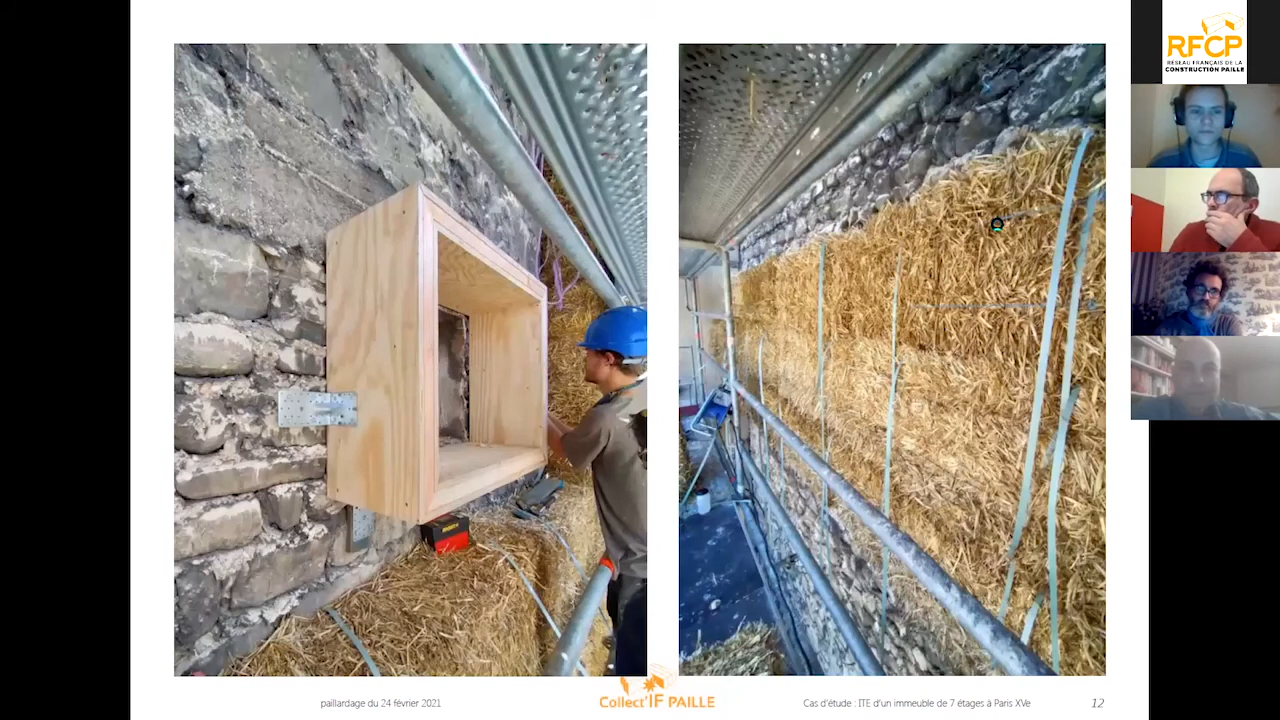 RFCP
RÉSEAU FRANÇAIS DE LA
CONSTRUCTION PAILLE
paillardage du 24 février 2021
Collect'IF PAILLE
Cas d'étude : ITE d'un immeuble de 7 étages à Paris XVe
12